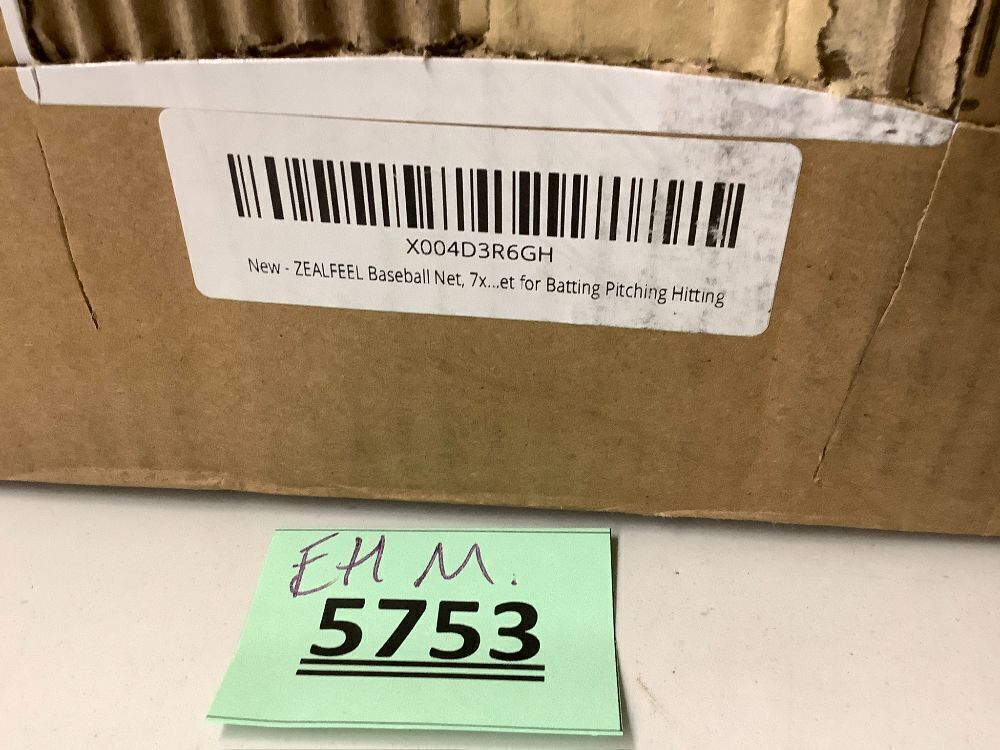 X004D3R6GH
New - ZEALFEEL Baseball Net, 7x...et for Batting Pitching Hitting
EH M.
5753